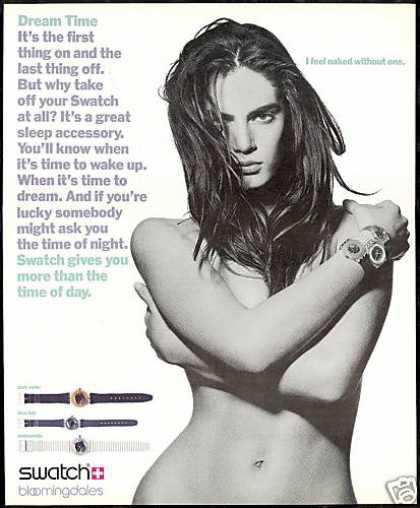 Dream Time
It's the first
thing on and the
last thing off.
But why take
off your Swatch
at all? It's a great
sleep accessory.
You'll know when
it's time to wake up.
When it's time to
dream. And if you're
lucky somebody
might ask you
the time of night.
Swatch gives you
more than the
time of day.
I feel naked without one.
swatch
bloomingdales